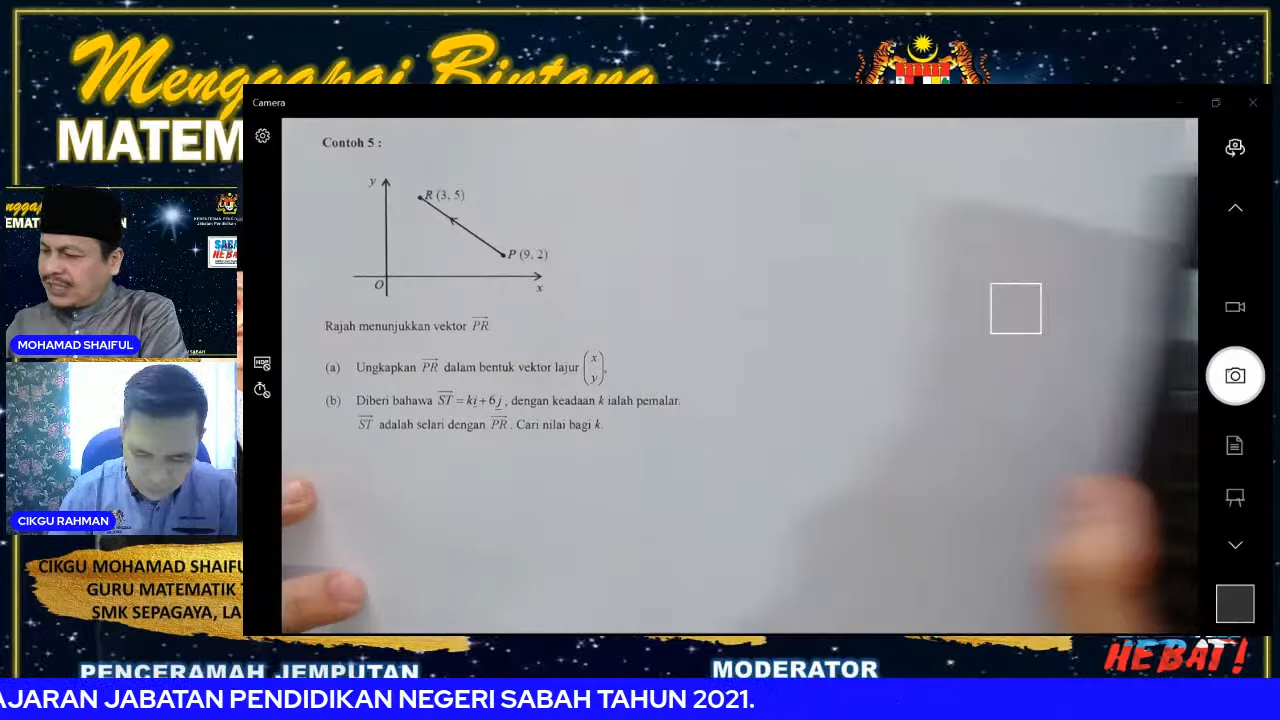 Menggapai Bintang
MATEM
Camera
Contoh 5 :
y
R (3, 5)
P (9, 2)
O
x
Rajah menunjukkan vektor PR
(a) Ungkapkan PR dalam bentuk vektor lajur (x y),
(b) Diberi bahawa ST = ki + 6j, dengan keadaan k ialah pemalar.
ST adalah selari dengan PR. Cari nilai bagi k.
MOHAMAD SHAIFUL
CIKGU RAHMAN
CIKGU MOHAMAD SHAIFU
GURU MATEMATIK
SMK SEPAGAYA, LA
PENCERAMAH JEMPUTAN
MODERATOR
HEBAT!
AJARAN JABATAN PENDIDIKAN NEGERI SABAH TAHUN 2021.